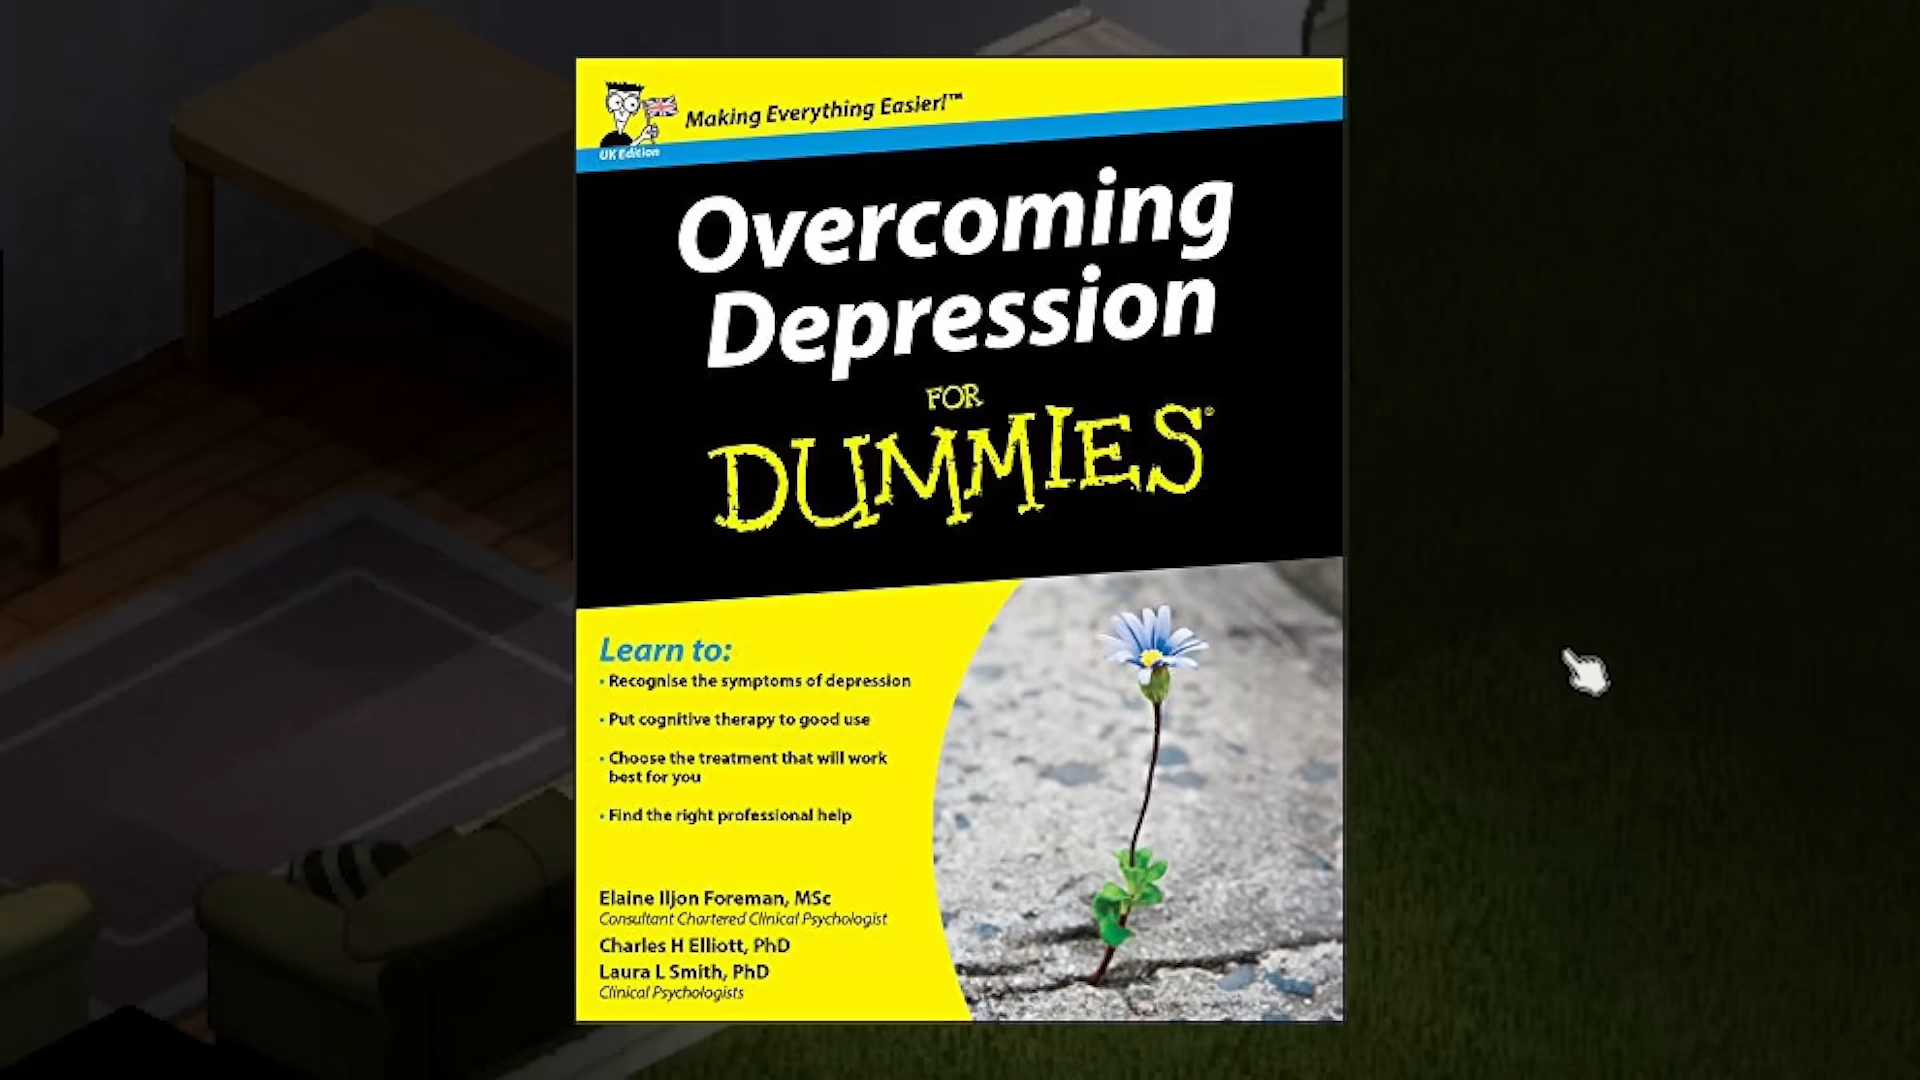 Making Everything Easier!™
UK Edition
Overcoming
Depression
FOR
DUMMIES®
Learn to:
• Recognise the symptoms of depression
• Put cognitive therapy to good use
• Choose the treatment that will work
best for you
• Find the right professional help
Elaine Iljon Foreman, MSc
Consultant Chartered Clinical Psychologist
Charles H Elliott, PhD
Laura L Smith, PhD
Clinical Psychologists